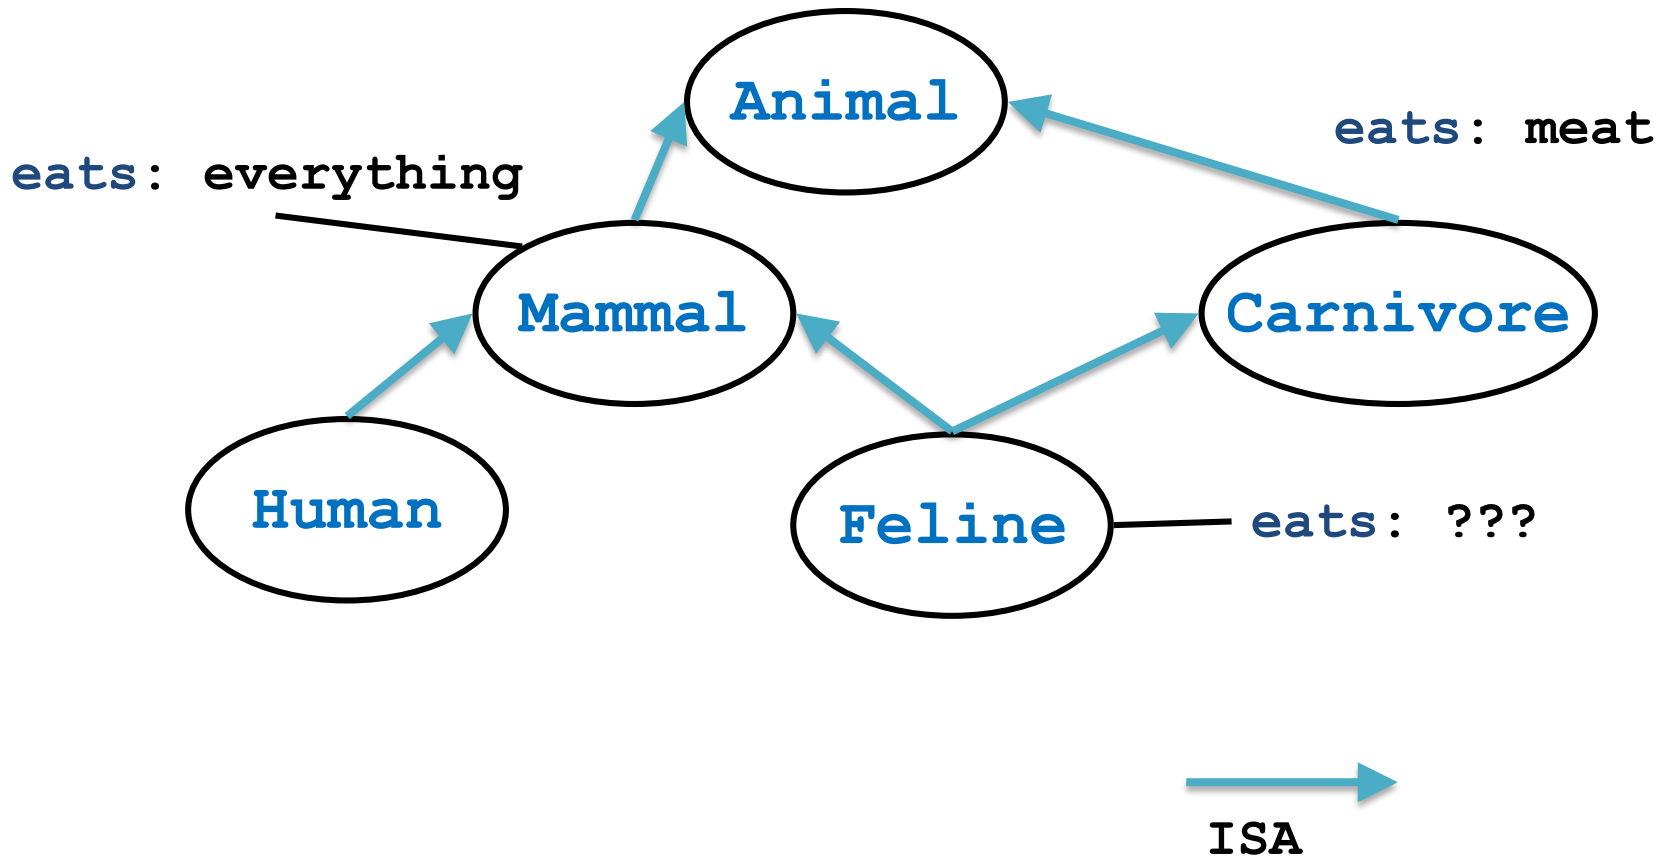 Animal
eats: meat
eats: everything
Mammal
Carnivore
Human
Feline
eats: ???
ISA